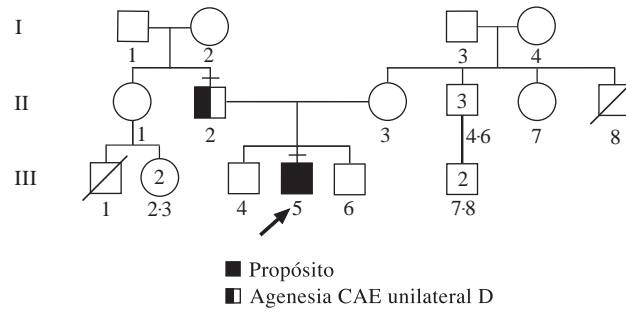 I
1 2 3 4
II
1 2 3 3 4·6 7 8
III
2 2
1 2·3 4 5 6 7·8
Propósito
Agenesia CAE unilateral D